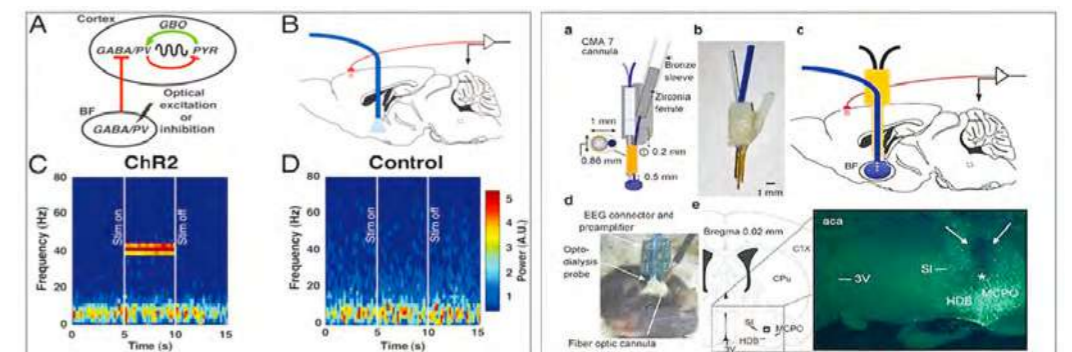 A
Cortex
GBO
GABA/PV
PYR
Optical
excitation
or
inhibition
BF
GABA/PV
B
C
ChR2
80
60
40
20
0
Frequency (Hz)
Stim on
Stim off
0
5
10
15
Time (s)
D
Control
80
60
40
20
0
Frequency (Hz)
Stim on
Stim off
0
5
10
15
Time (s)
5
4
3
2
1
Power (A.U.)
a
CMA 7
cannula
Bronze
sleeve
Zirconia
ferrule
1 mm
0.86 mm
0.2 mm
0.5 mm
b
1 mm
c
BF
d
EEG connector and
preamplifier
Opto-
dialysis
probe
Fiber optic cannula
e
Bregma 0.02 mm
CTX
CPu
SI
MCPO
HDB
3V
aca
SI
3V
HDB
MCPO